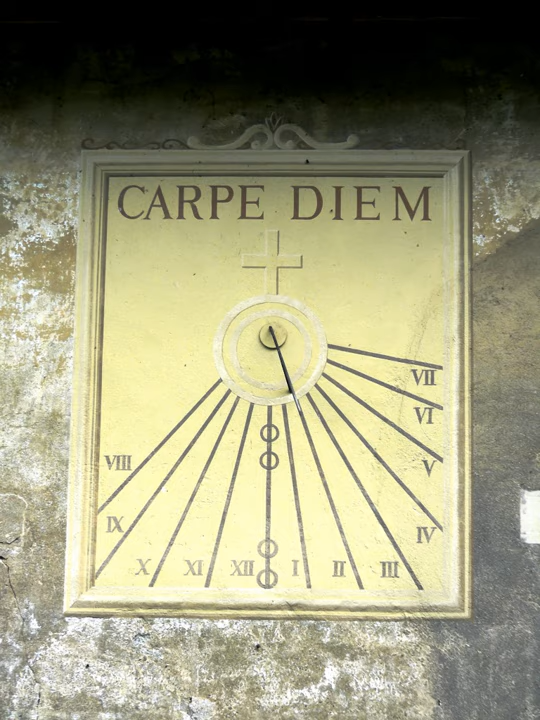 CARPE DIEM
VII
VI
V
IV
VIII
IX
X XI XII I II III